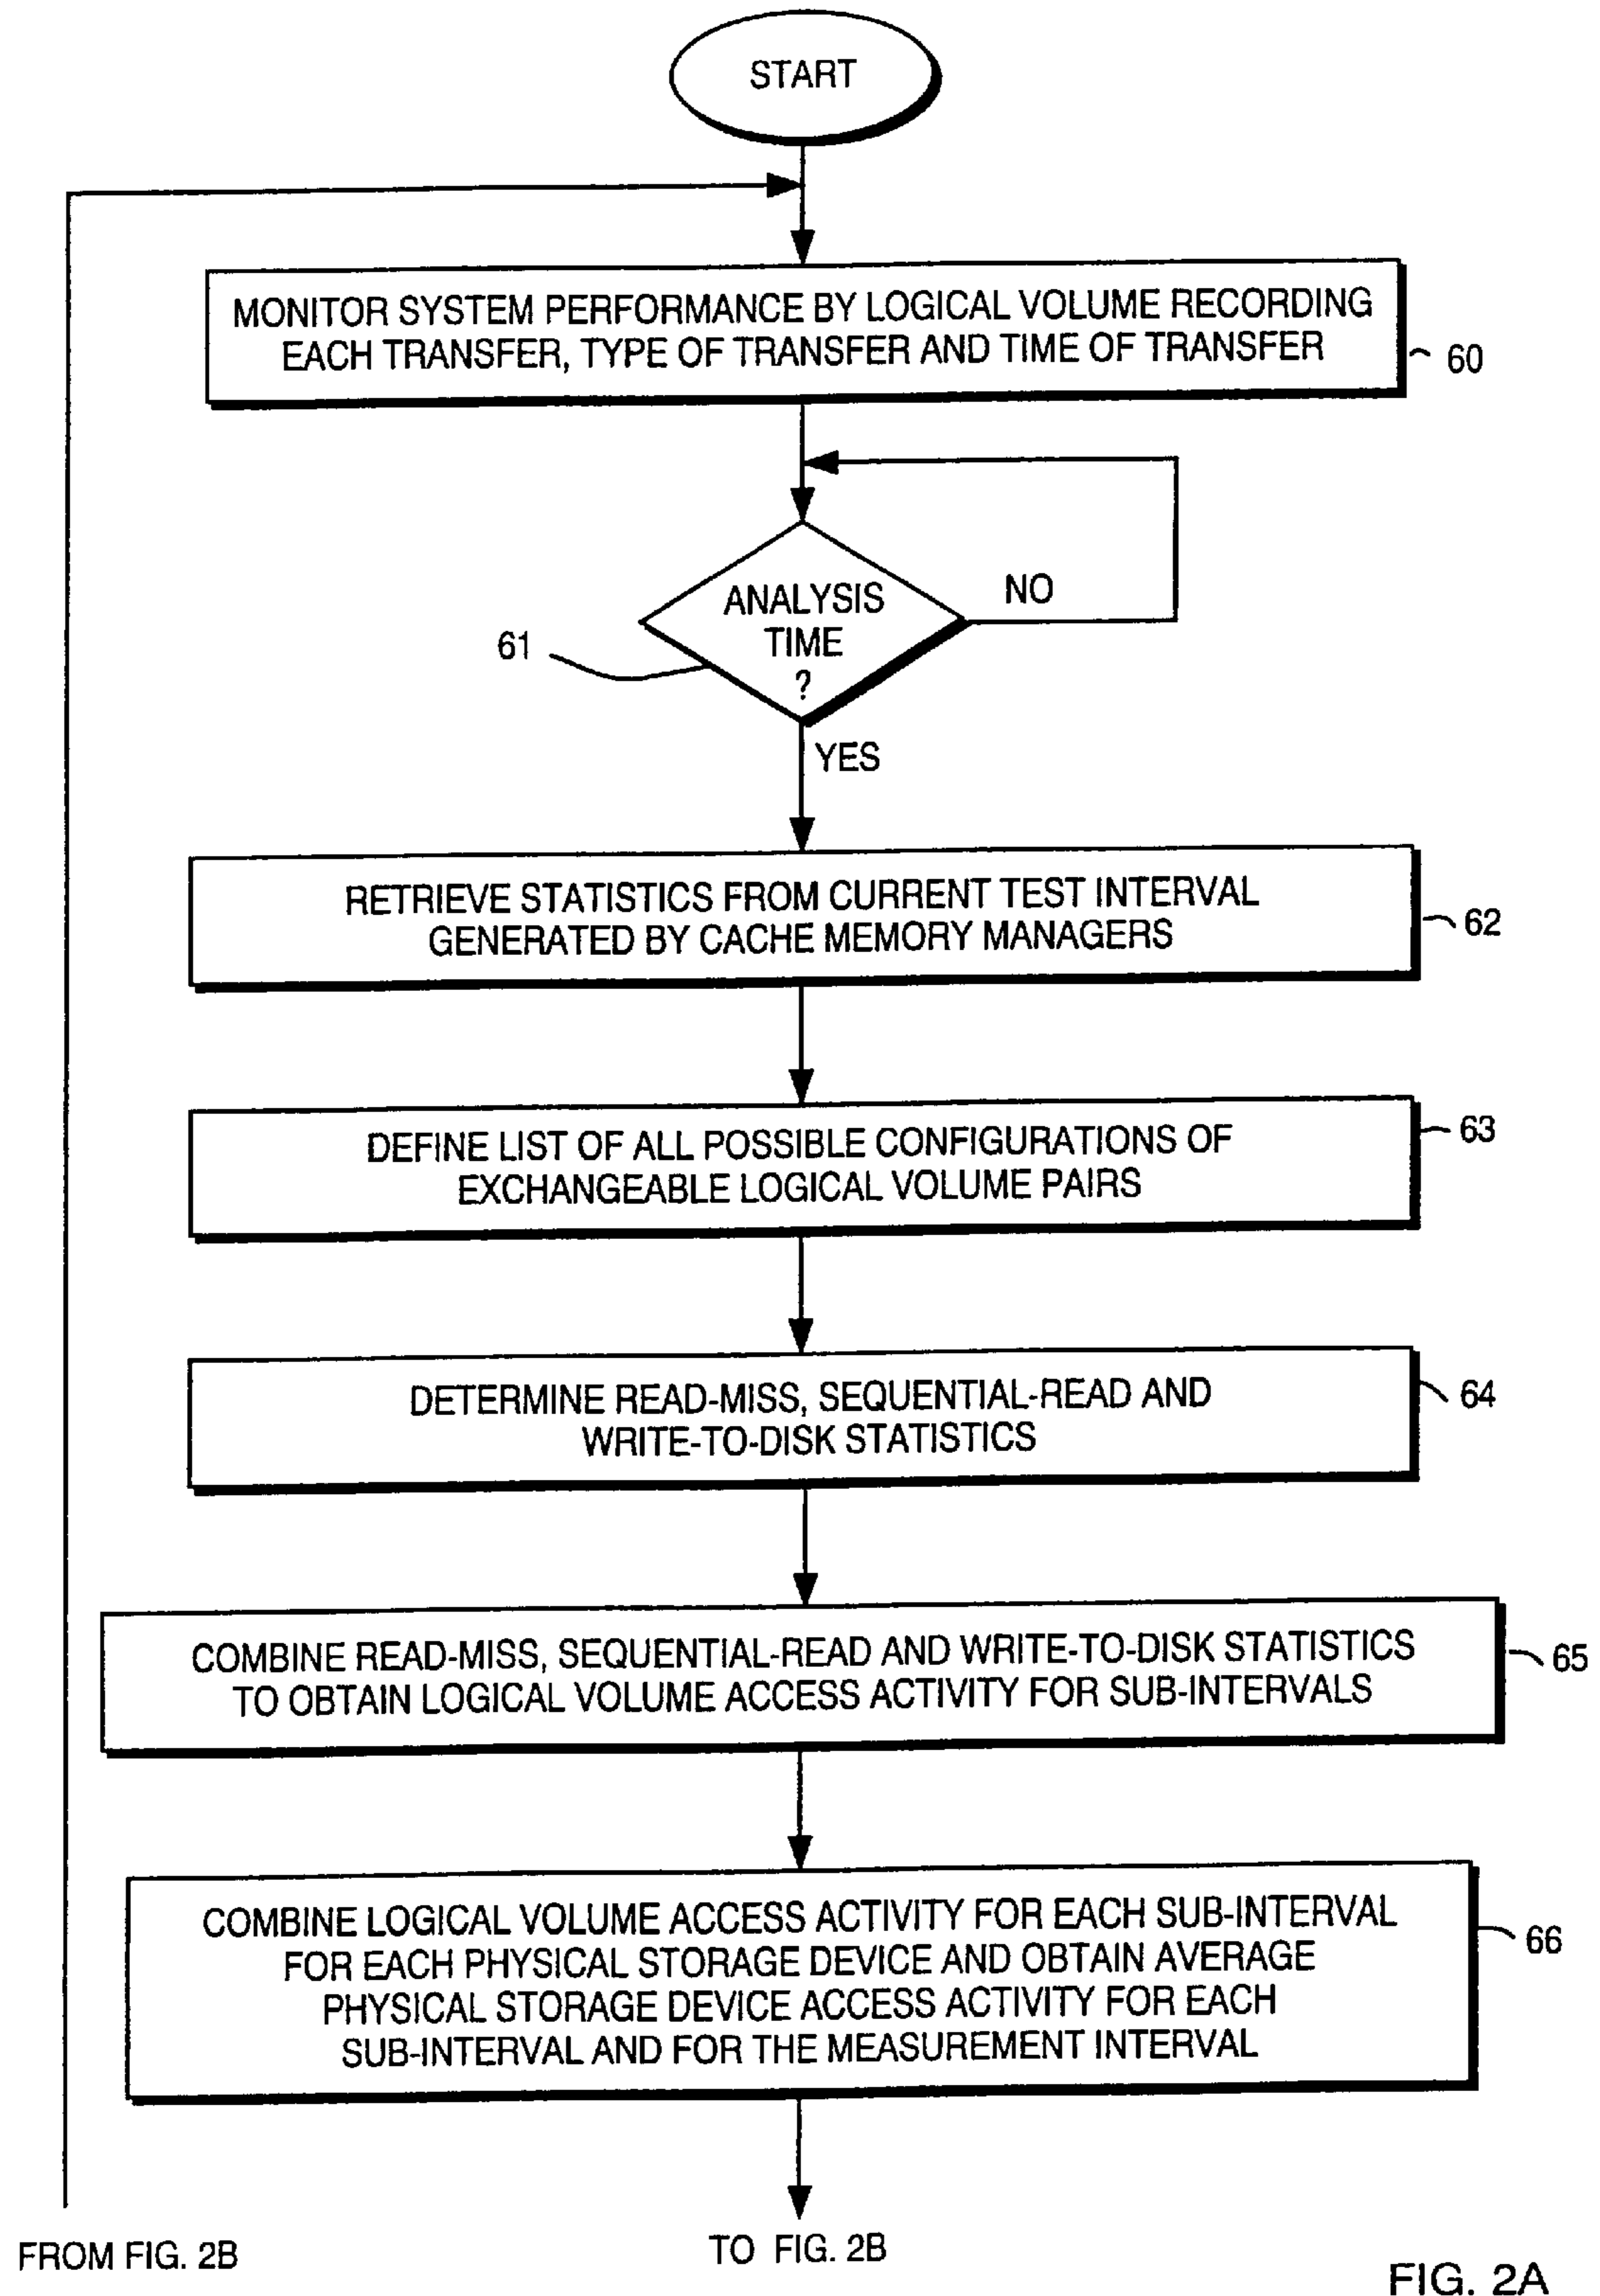 START
MONITOR SYSTEM PERFORMANCE BY LOGICAL VOLUME RECORDING
EACH TRANSFER, TYPE OF TRANSFER AND TIME OF TRANSFER
60
ANALYSIS
TIME
?
NO
61
YES
RETRIEVE STATISTICS FROM CURRENT TEST INTERVAL
GENERATED BY CACHE MEMORY MANAGERS
62
DEFINE LIST OF ALL POSSIBLE CONFIGURATIONS OF
EXCHANGEABLE LOGICAL VOLUME PAIRS
63
DETERMINE READ-MISS, SEQUENTIAL-READ AND
WRITE-TO-DISK STATISTICS
64
COMBINE READ-MISS, SEQUENTIAL-READ AND WRITE-TO-DISK STATISTICS
TO OBTAIN LOGICAL VOLUME ACCESS ACTIVITY FOR SUB-INTERVALS
65
COMBINE LOGICAL VOLUME ACCESS ACTIVITY FOR EACH SUB-INTERVAL
FOR EACH PHYSICAL STORAGE DEVICE AND OBTAIN AVERAGE
PHYSICAL STORAGE DEVICE ACCESS ACTIVITY FOR EACH
SUB-INTERVAL AND FOR THE MEASUREMENT INTERVAL
66
FROM FIG. 2B
TO FIG. 2B
FIG. 2A